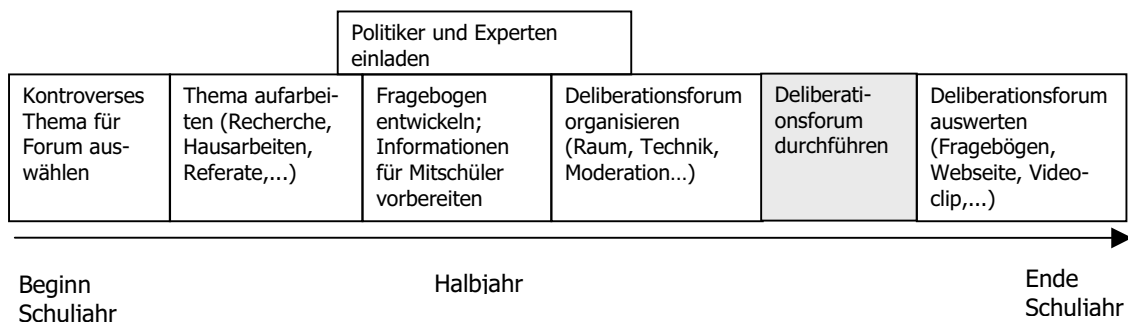 Politiker und Experten
einladen
Kontroverses
Thema für
Forum aus-
wählen
Thema aufarbei-
ten (Recherche,
Hausarbeiten,
Referate,...)
Fragebogen
entwickeln;
Informationen
für Mitschüler
vorbereiten
Deliberationsforum
organisieren
(Raum, Technik,
Moderation...)
Deliberati-
onsforum
durchführen
Deliberationsforum
auswerten
(Fragebögen,
Webseite, Video-
clip,...)
Beginn
Schuljahr
Halbjahr
Ende
Schuljahr